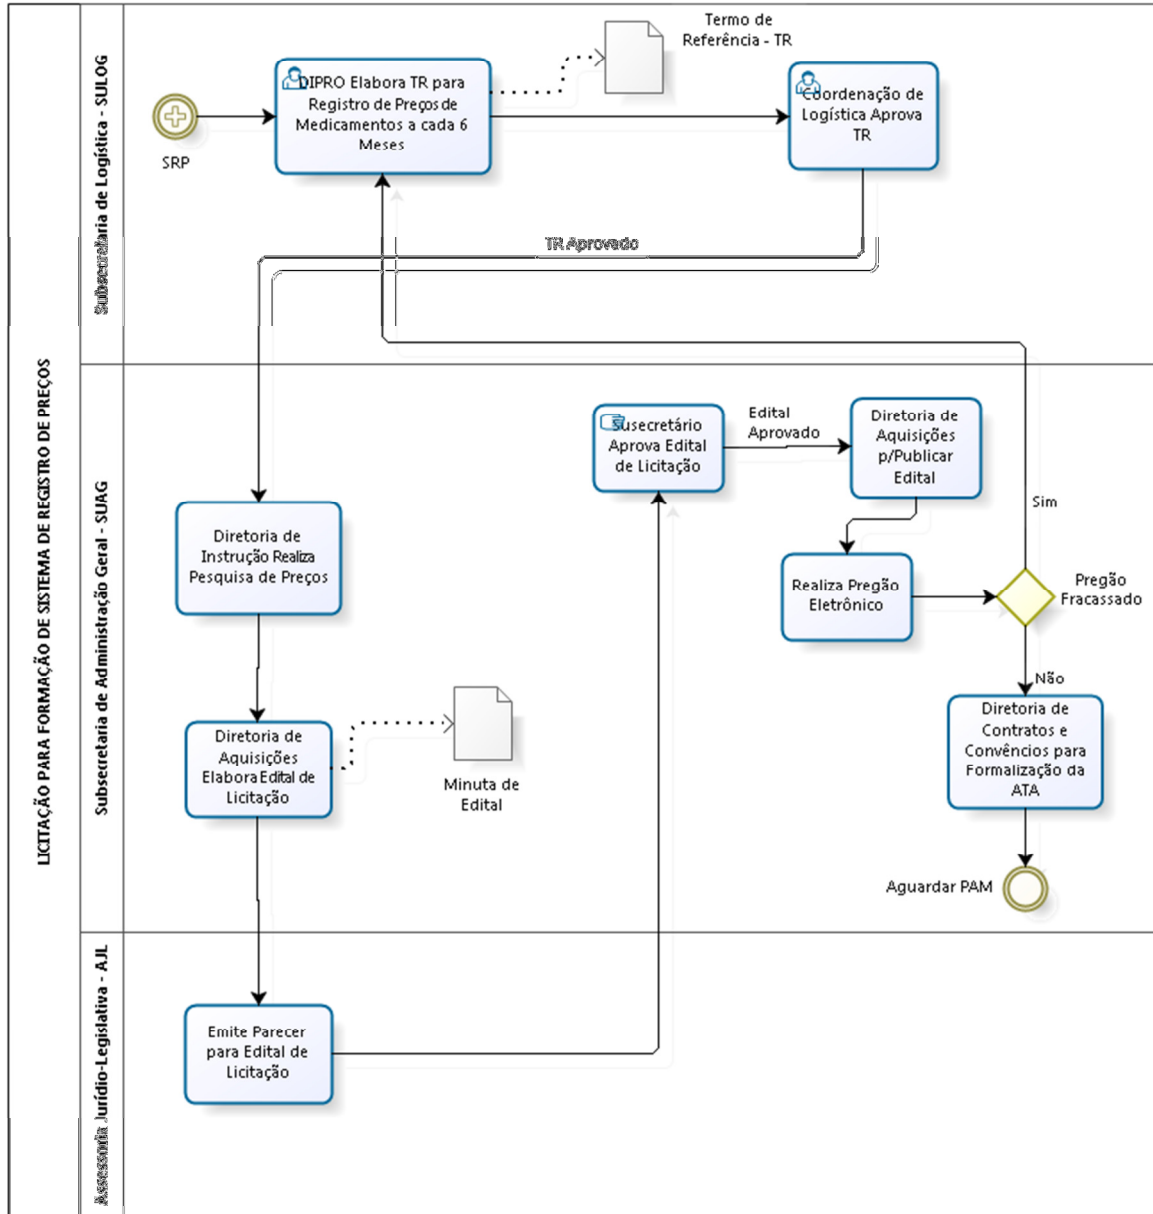 LICITAÇÃO PARA FORMAÇÃO DE SISTEMA DE REGISTRO DE PREÇOS
Subsecretaria de Logística - SULOG
SRP
DIPRO Elabora TR para
Registro de Preços de
Medicamentos a cada 6
Meses
Termo de
Referência - TR
Coordenação de
Logística Aprova
TR
TR Aprovado
Subsecretaria de Administração Geral - SUAG
Diretoria de
Instrução Realiza
Pesquisa de Preços
Diretoria de
Aquisições
Elabora Edital de
Licitação
Minuta de
Edital
Susecretário
Aprova Edital
de Licitação
Edital
Aprovado
Diretoria de
Aquisições
p/Publicar
Edital
Realiza Pregão
Eletrônico
Sim
Pregão
Fracassado
Não
Diretoria de
Contratos e
Convêncios para
Formalização da
ATA
Aguardar PAM
Assessoria Jurídio-Legislativa - AJL
Emite Parecer
para Edital de
Licitação